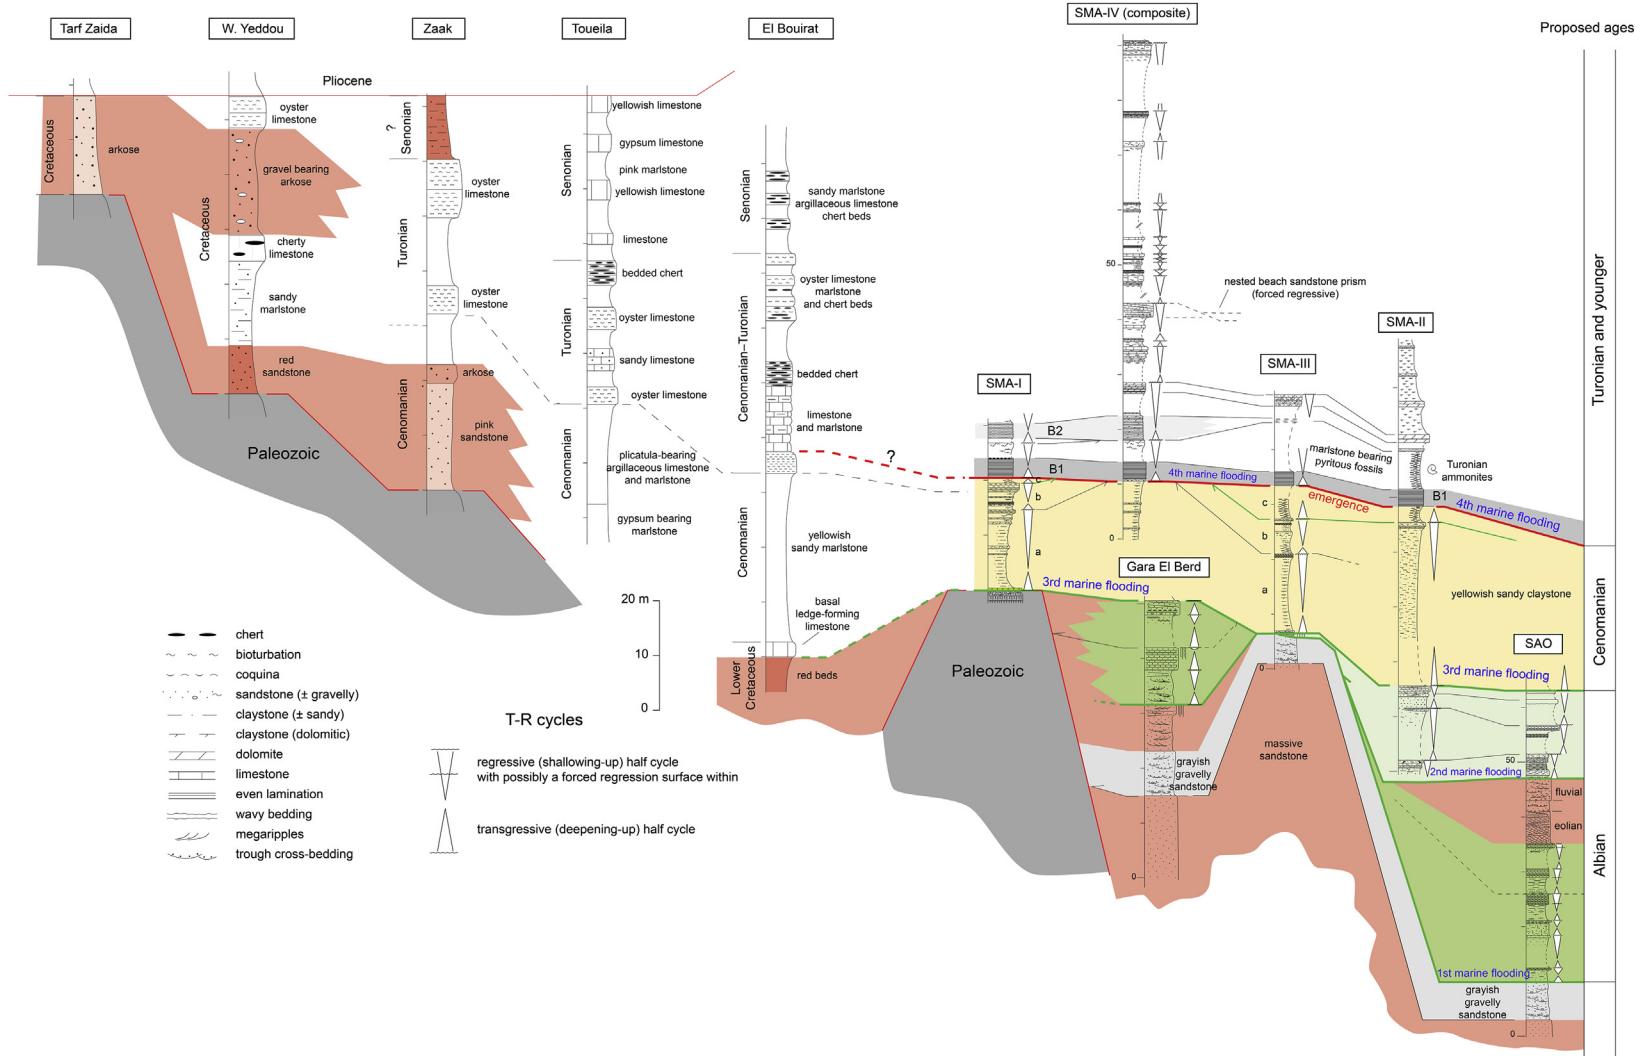 Tarf Zaida
W. Yeddou
Zaak
Toueila
El Bouirat
SMA-IV (composite)
Proposed ages
Pliocene
Cretaceous
arkose
oyster
limestone
gravel bearing
arkose
Cretaceous
cherty
limestone
sandy
marlstone
red
sandstone
Paleozoic
?
Senonian
oyster
limestone
Turonian
oyster
limestone
Cenomanian
arkose
pink
sandstone
Senonian
yellowish limestone
gypsum limestone
pink marlstone
yellowish limestone
limestone
bedded chert
Turonian
oyster limestone
sandy limestone
oyster limestone
Cenomanian
plicatula-bearing
argillaceous limestone
and marlstone
gypsum bearing
marlstone
Senonian
sandy marlstone
argillaceous limestone
chert beds
Cenomanian–Turonian
oyster limestone
marlstone
and chert beds
bedded chert
limestone
and marlstone
Cenomanian
yellowish
sandy marlstone
basal
ledge-forming
limestone
Lower
Cretaceous
red beds
?
20 m
10
0
chert
bioturbation
coquina
sandstone (± gravelly)
claystone (± sandy)
claystone (dolomitic)
dolomite
limestone
even lamination
wavy bedding
megaripples
trough cross-bedding
T-R cycles
regressive (shallowing-up) half cycle
with possibly a forced regression surface within
transgressive (deepening-up) half cycle
50
0
nested beach sandstone prism
(forced regressive)
SMA-I
SMA-III
SMA-II
B2
B1
c
b
a
4th marine flooding
marlstone bearing
pyritous fossils
Turonian
ammonites
emergence
B1
4th marine flooding
c
b
a
3rd marine flooding
Gara El Berd
yellowish sandy claystone
SAO
3rd marine flooding
Paleozoic
0
massive
sandstone
grayish
gravelly
sandstone
0
50
2nd marine flooding
fluvial
eolian
1st marine flooding
grayish
gravelly
sandstone
0
Turonian and younger
Cenomanian
Albian